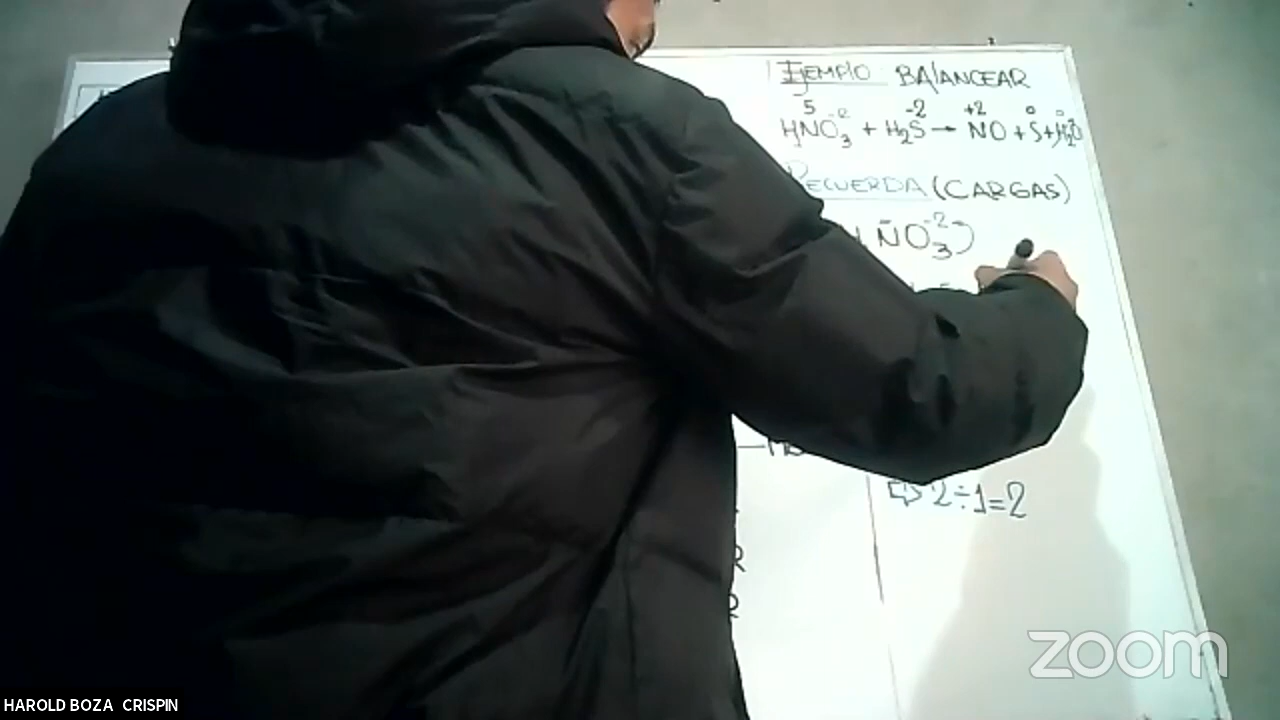 EJEMPLO: BALANCEAR
5 -2 -2 +2 0
HNO3 + H2S → NO + S + H2O
RECUERDA (CARGAS)
NO3 -2
2÷1=2
R
R
zoom
HAROLD BOZA CRISPIN